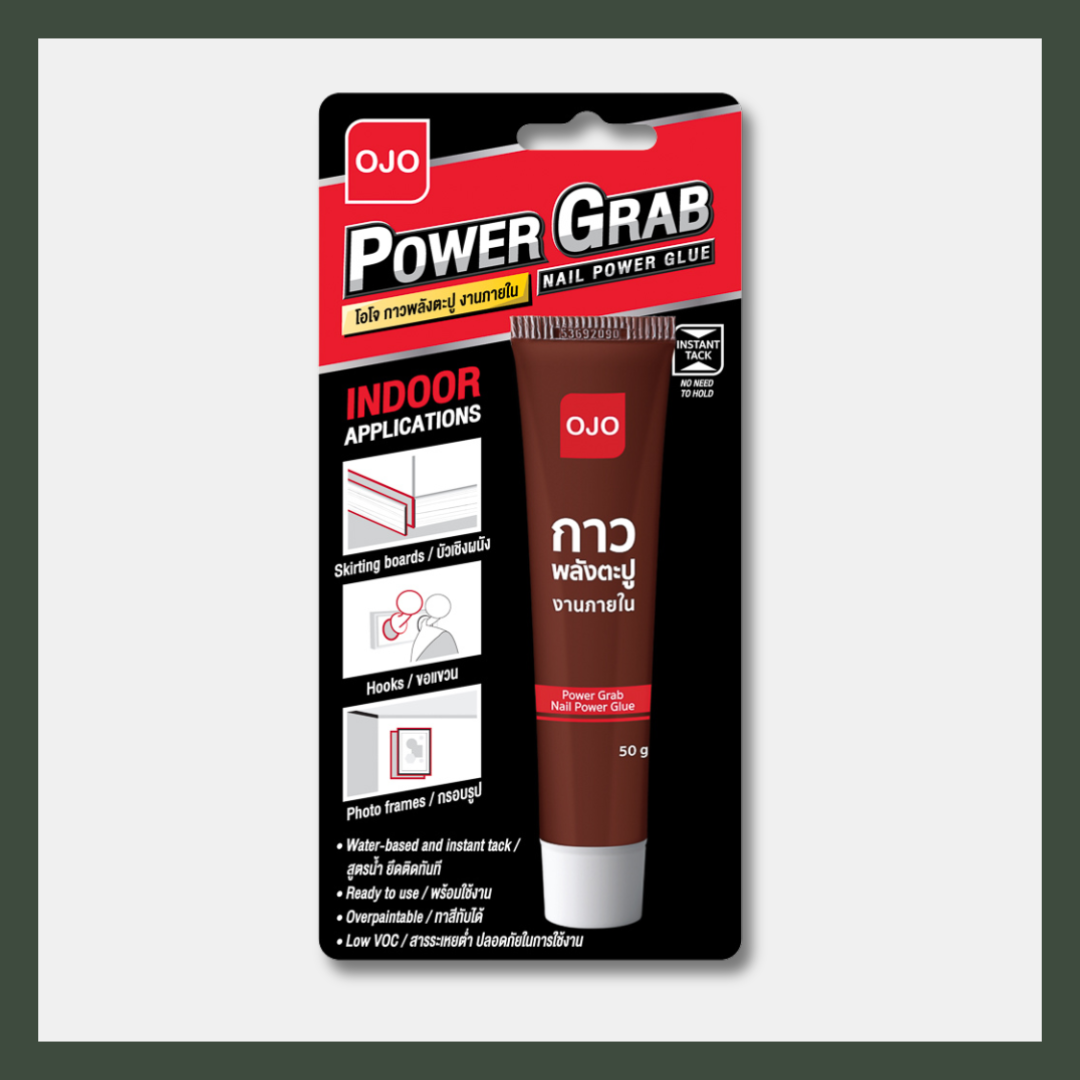 OJO
POWER GRAB
NAIL POWER GLUE
โอโจ กาวพลังตะปู งานภายใน
53692090
INSTANT
TACK
NO NEED
TO HOLD
INDOOR
APPLICATIONS
OJO
กาว
พลังตะปู
งานภายใน
Power Grab
Nail Power Glue
50 g
Skirting boards / บัวเชิงผนัง
Hooks / ขอแขวน
Photo frames / กรอบรูป
• Water-based and instant tack /
สูตรน้ำ ยึดติดทันที
• Ready to use / พร้อมใช้งาน
• Overpaintable / ทาสีทับได้
• Low VOC / สารระเหยต่ำ ปลอดภัยในการใช้งาน